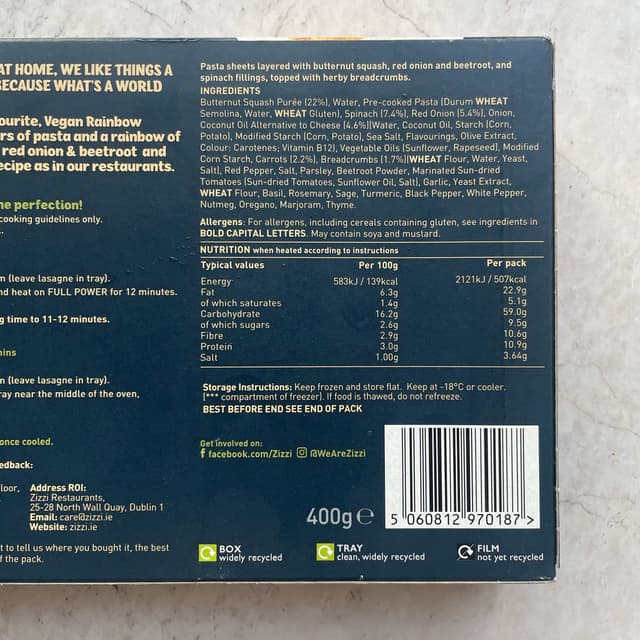 AT HOME, WE LIKE THINGS A
BECAUSE WHAT'S A WORLD
ourite, Vegan Rainbow
rs of pasta and a rainbow of
red onion & beetroot and
ecipe as in our restaurants.
ne perfection!
cooking guidelines only.
m (leave lasagne in tray).
nd heat on FULL POWER for 12 minutes.
g time to 11-12 minutes.
ins
m (leave lasagne in tray).
ray near the middle of the oven,
once cooled.
edback:
loor,
Address ROI:
Zizzi Restaurants,
25-28 North Wall Quay, Dublin 1
Email: care@zizzi.ie
Website: zizzi.ie
t to tell us where you bought it, the best
f the pack.
Pasta sheets layered with butternut squash, red onion and beetroot, and
spinach fillings, topped with herby breadcrumbs.
INGREDIENTS
Butternut Squash Purée (22%), Water, Pre-cooked Pasta (Durum WHEAT
Semolina, Water, WHEAT Gluten), Spinach (7.4%), Red Onion (5.4%), Onion,
Coconut Oil Alternative to Cheese (4.6%)(Water, Coconut Oil, Starch (Corn,
Potato), Modified Starch (Corn, Potato), Sea Salt, Flavourings, Olive Extract,
Colour: Carotenes; Vitamin B12), Vegetable Oils (Sunflower, Rapeseed), Modified
Corn Starch, Carrots (2.2%), Breadcrumbs (1.7%)(WHEAT Flour, Water, Yeast,
Salt), Red Pepper, Salt, Parsley, Beetroot Powder, Marinated Sun-dried
Tomatoes (Sun-dried Tomatoes, Sunflower Oil, Salt), Garlic, Yeast Extract,
WHEAT Flour, Basil, Rosemary, Sage, Turmeric, Black Pepper, White Pepper,
Nutmeg, Oregano, Marjoram, Thyme.
Allergens: For allergens, including cereals containing gluten, see ingredients in
BOLD CAPITAL LETTERS. May contain soya and mustard.
NUTRITION when heated according to instructions
Typical values Per 100g Per pack
Energy 583kJ / 139kcal 2121kJ / 507kcal
Fat 6.3g 22.9g
of which saturates 1.4g 5.1g
Carbohydrate 16.2g 59.0g
of which sugars 2.6g 9.5g
Fibre 2.9g 10.6g
Protein 3.0g 10.9g
Salt 1.00g 3.64g
Storage Instructions: Keep frozen and store flat. Keep at -18°C or cooler.
(*** compartment of freezer). If food is thawed, do not refreeze.
BEST BEFORE END SEE END OF PACK
Get involved on:
f facebook.com/Zizzi @WeAreZizzi
400g e
5 060812 970187 >
BOX
widely recycled
TRAY
clean, widely recycled
FILM
not yet recycled